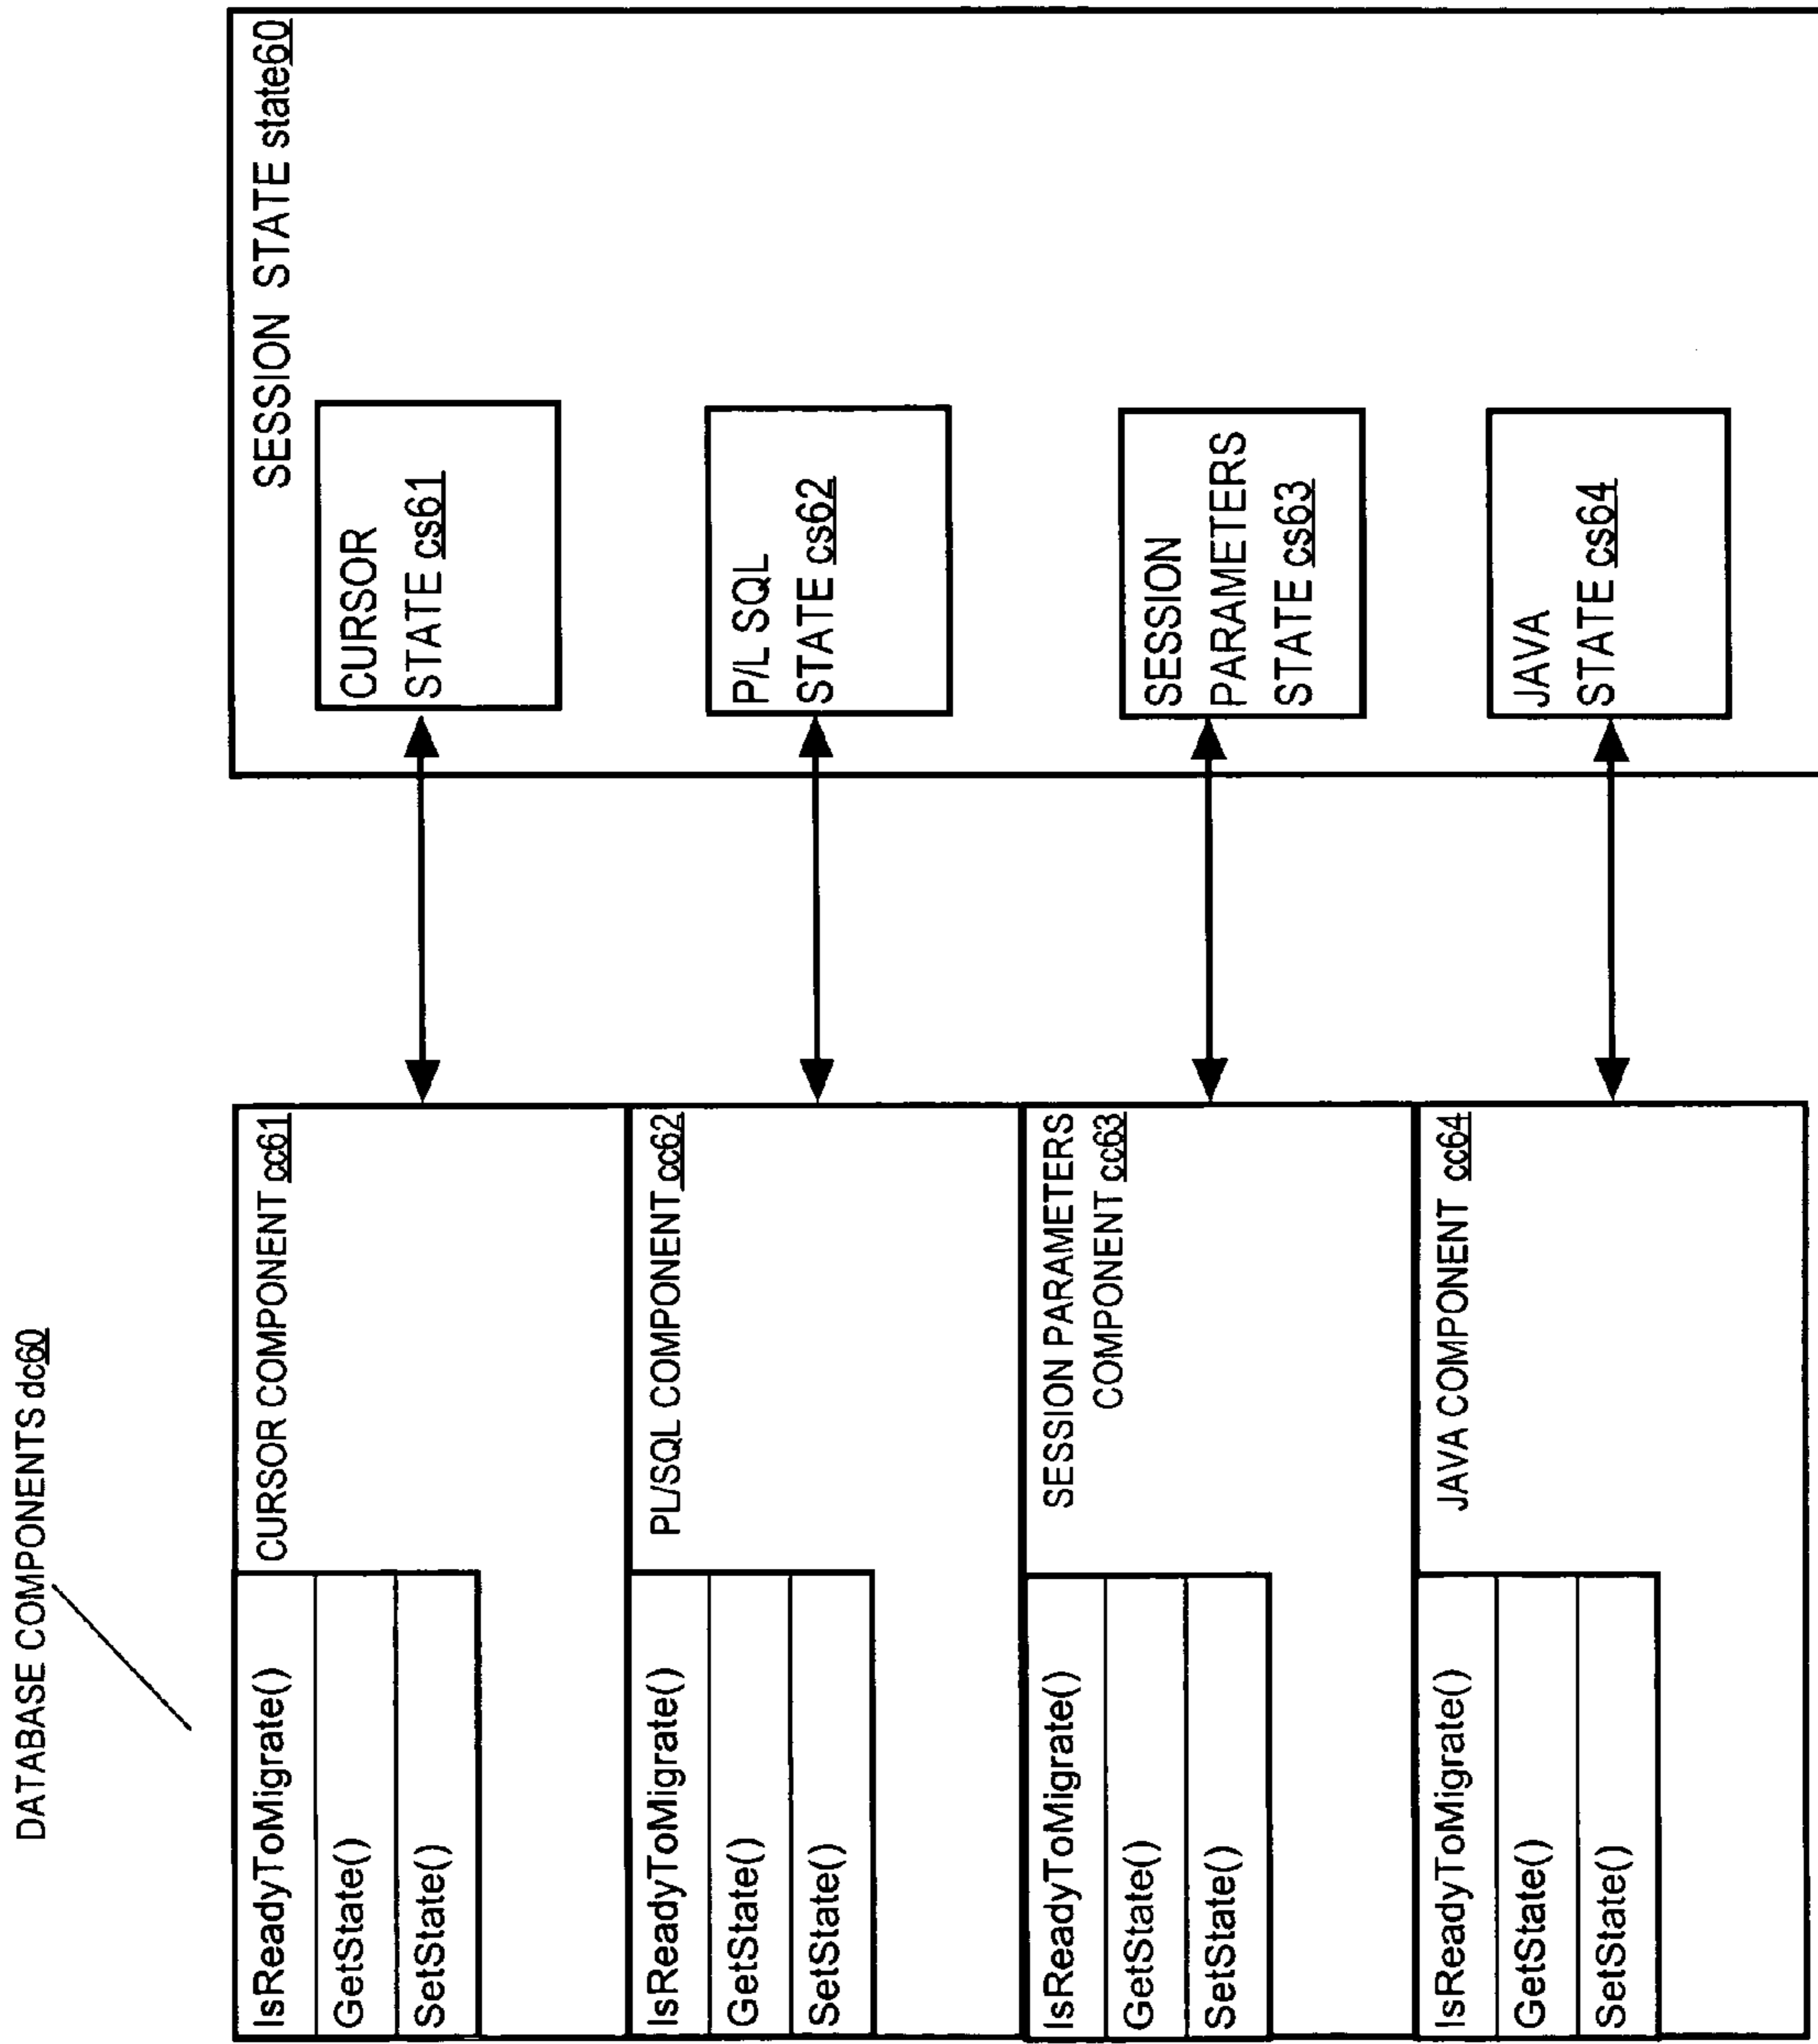 DATABASE COMPONENTS dc60
IsReadyToMigrate()
GetState()
SetState()
CURSOR COMPONENT cc61
IsReadyToMigrate()
GetState()
SetState()
PL/SQL COMPONENT cc62
IsReadyToMigrate()
GetState()
SetState()
SESSION PARAMETERS
COMPONENT cc63
IsReadyToMigrate()
GetState()
SetState()
JAVA COMPONENT cc64
SESSION STATE state60
CURSOR
STATE cs61
P/L SQL
STATE cs62
SESSION
PARAMETERS
STATE cs63
JAVA
STATE cs64